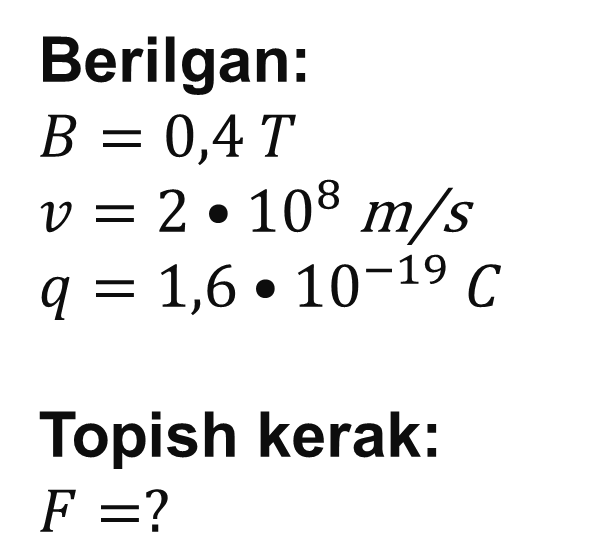 Berilgan:
B = 0,4 T
v = 2 • 10⁸ m/s
q = 1,6 • 10⁻¹⁹ C
Topish kerak:
F =?